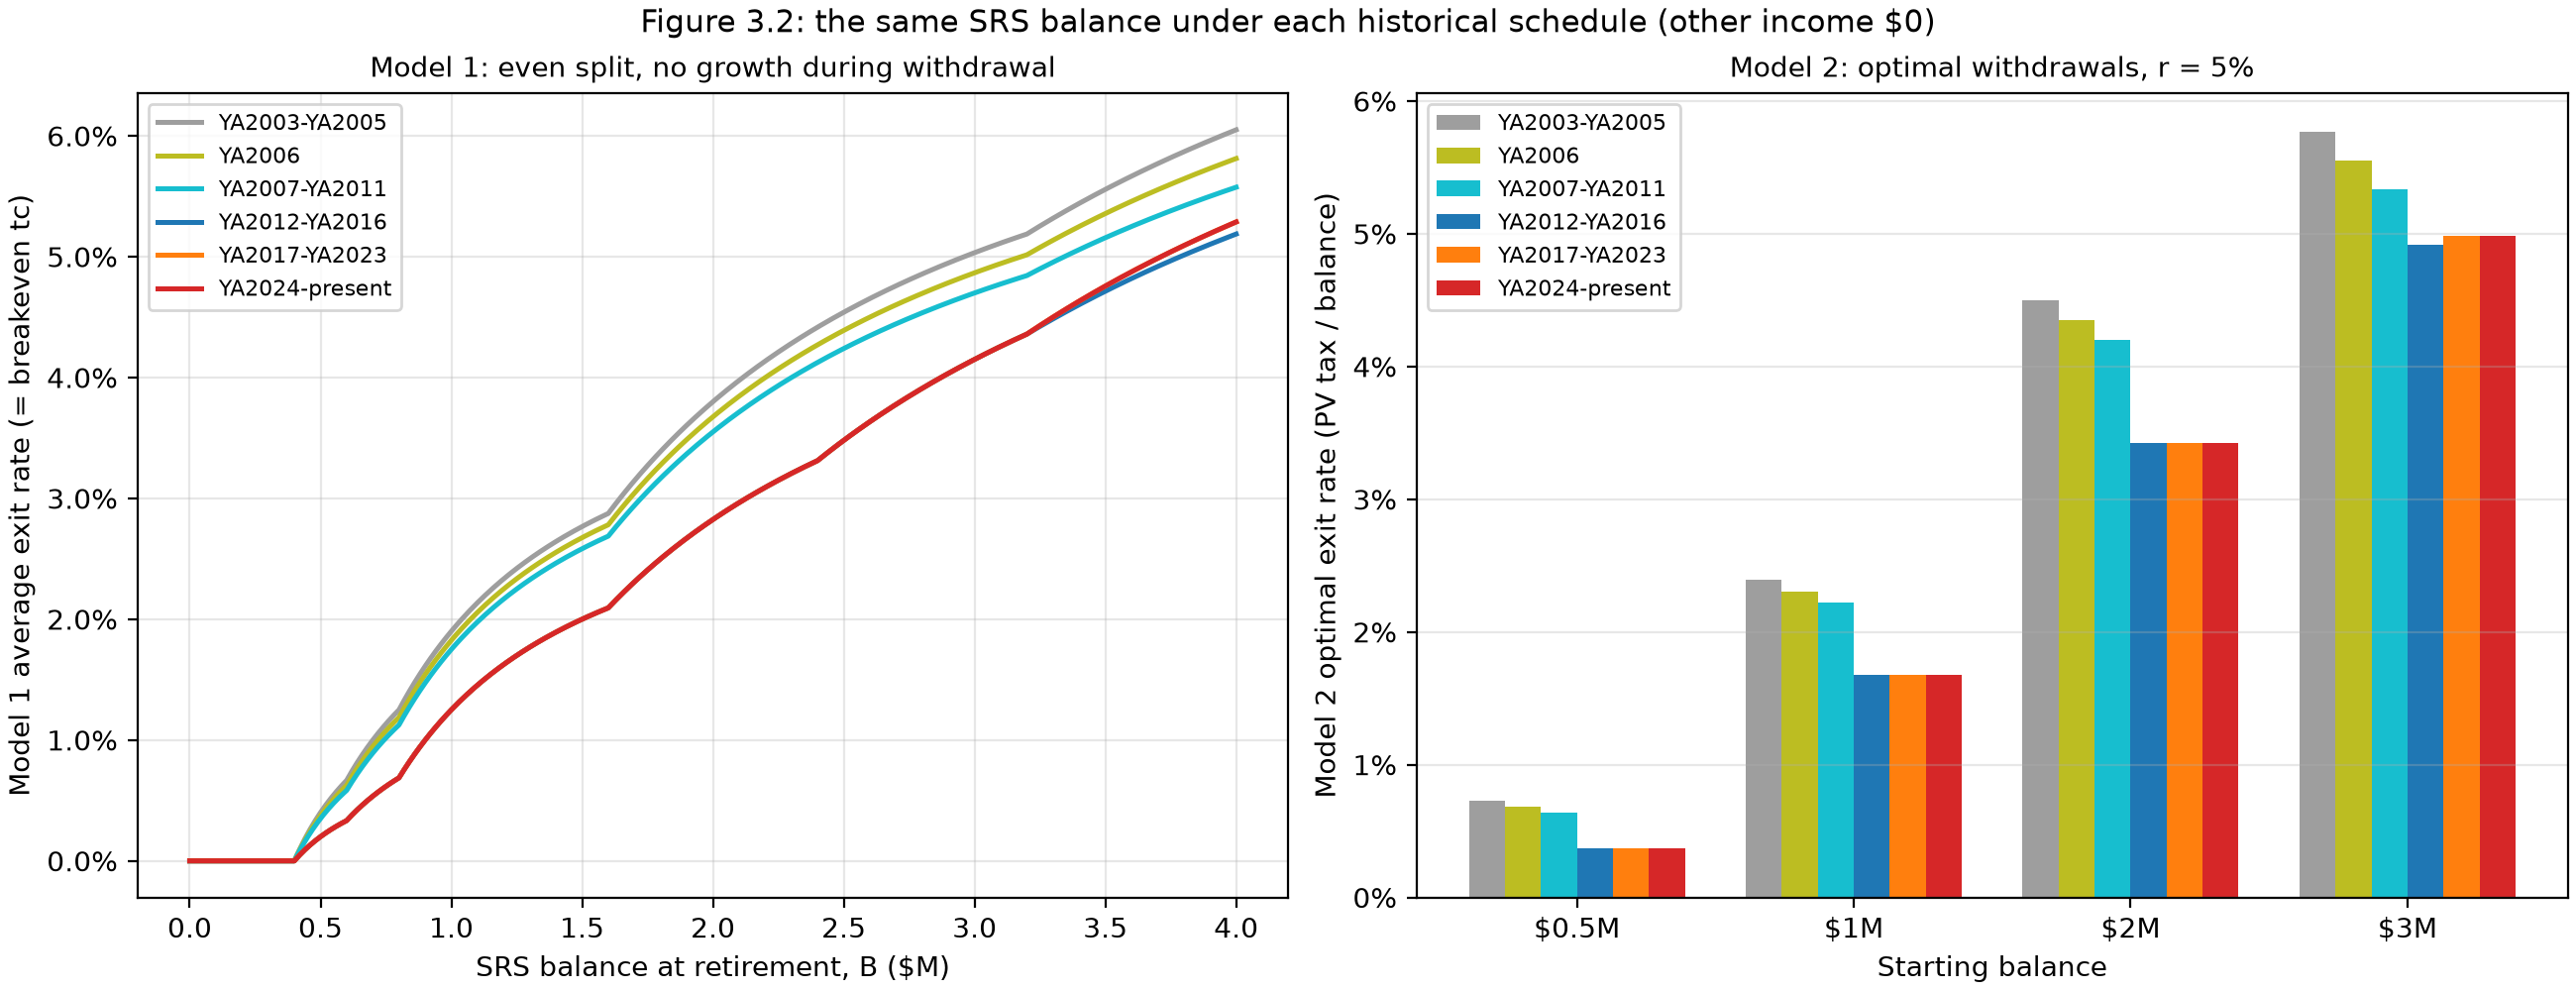 Figure 3.2: the same SRS balance under each historical schedule (other income $0)
Model 1: even split, no growth during withdrawal
Model 1 average exit rate (= breakeven tc)
6.0%
5.0%
4.0%
3.0%
2.0%
1.0%
0.0%
YA2003-YA2005
YA2006
YA2007-YA2011
YA2012-YA2016
YA2017-YA2023
YA2024-present
0.0 0.5 1.0 1.5 2.0 2.5 3.0 3.5 4.0
SRS balance at retirement, B ($M)
Model 2: optimal withdrawals, r = 5%
Model 2 optimal exit rate (PV tax / balance)
6%
5%
4%
3%
2%
1%
0%
YA2003-YA2005
YA2006
YA2007-YA2011
YA2012-YA2016
YA2017-YA2023
YA2024-present
$0.5M $1M $2M $3M
Starting balance